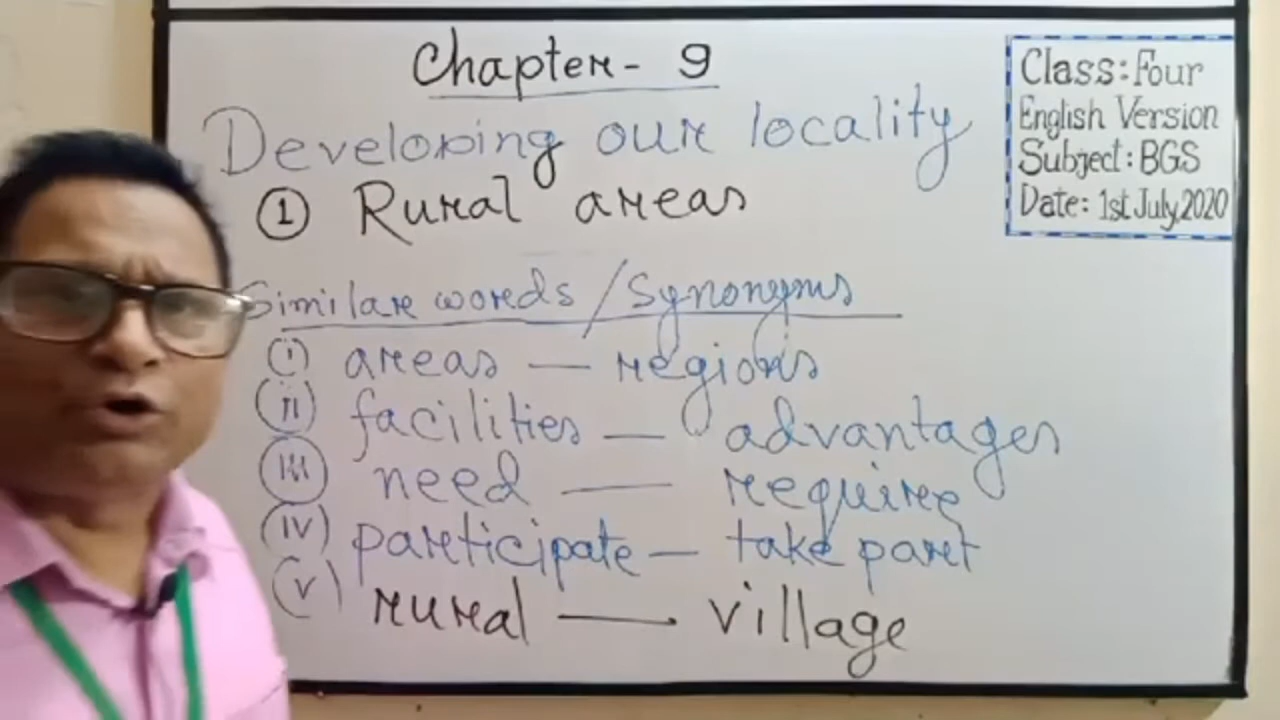 Chapter - 9
Developing our locality
① Rural areas
Similar words / Synonyms
(i) areas — regions
(ii) facilities — advantages
(iii) need — require
(iv) participate — take part
(v) rural — village
Class: Four
English Version
Subject: BGS
Date: 1st July, 2020